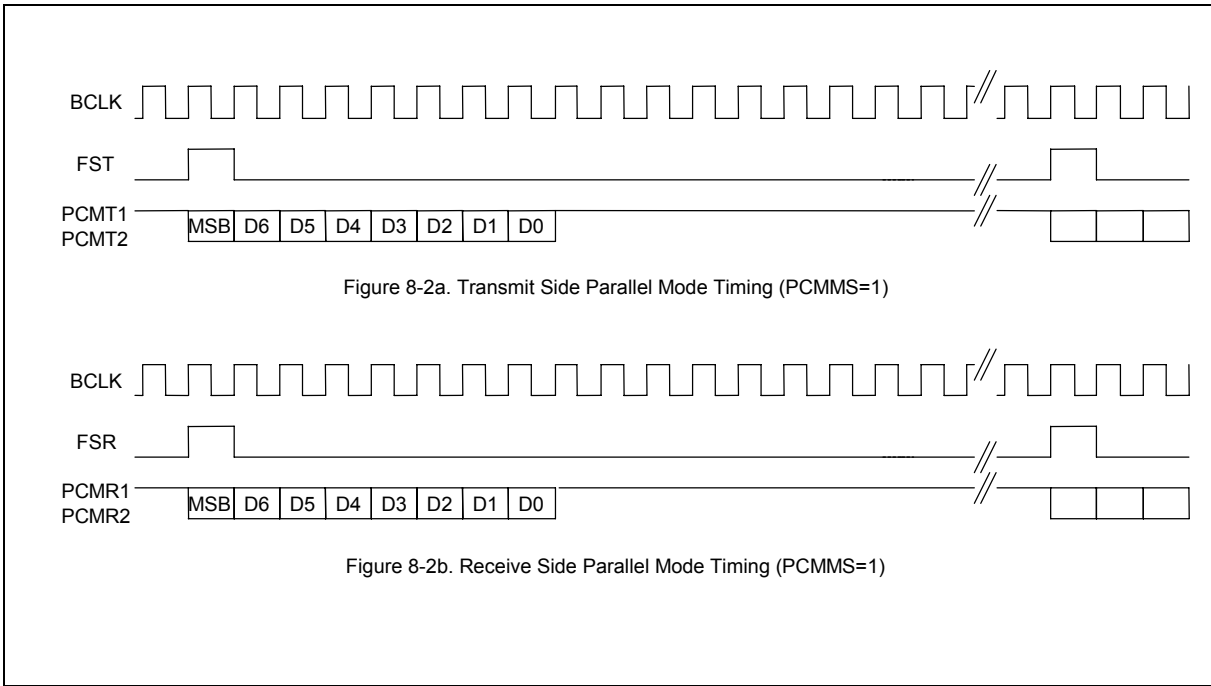 BCLK
FST
PCMT1
PCMT2
MSB D6 D5 D4 D3 D2 D1 D0
Figure 8-2a. Transmit Side Parallel Mode Timing (PCMMS=1)
BCLK
FSR
PCMR1
PCMR2
MSB D6 D5 D4 D3 D2 D1 D0
Figure 8-2b. Receive Side Parallel Mode Timing (PCMMS=1)